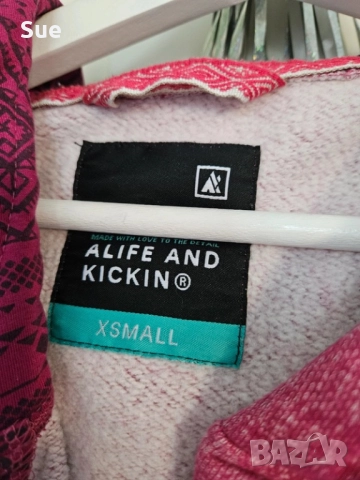 Sue
MADE WITH LOVE TO THE DETAIL
ALIFE AND
KICKIN®
XSMALL
BAZAR